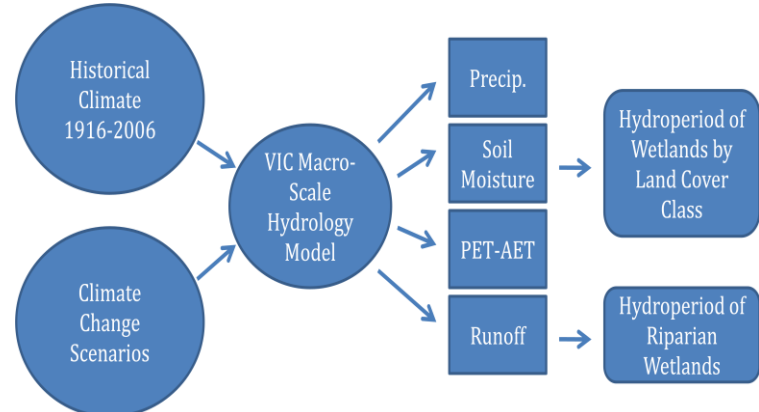 Historical
Climate
1916-2006
Climate
Change
Scenarios
VIC Macro-
Scale
Hydrology
Model
Precip.
Soil
Moisture
PET-AET
Runoff
Hydroperiod of
Wetlands by
Land Cover
Class
Hydroperiod of
Riparian
Wetlands